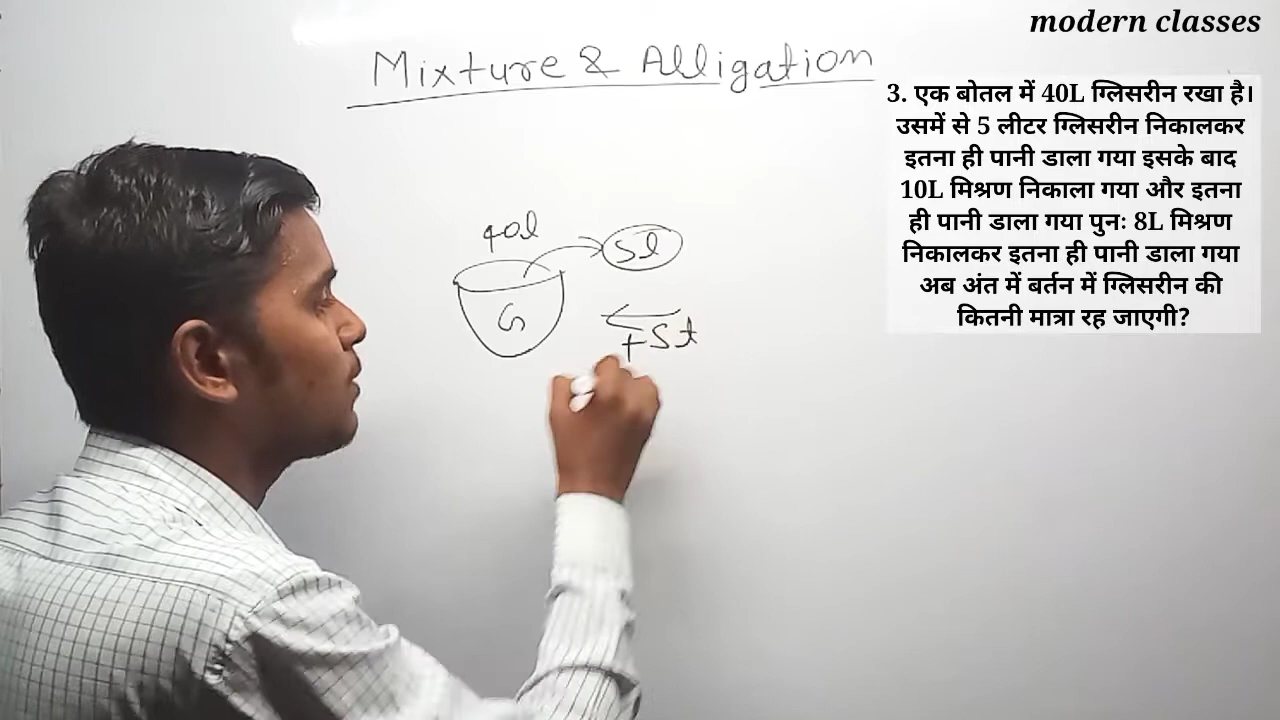 modern classes
Mixture & Alligation
3. एक बोतल में 40L ग्लिसरीन रखा है।
उसमें से 5 लीटर ग्लिसरीन निकालकर
इतना ही पानी डाला गया इसके बाद
10L मिश्रण निकाला गया और इतना
ही पानी डाला गया पुनः 8L मिश्रण
निकालकर इतना ही पानी डाला गया
अब अंत में बर्तन में ग्लिसरीन की
कितनी मात्रा रह जाएगी?
40l
5l
G
+5l